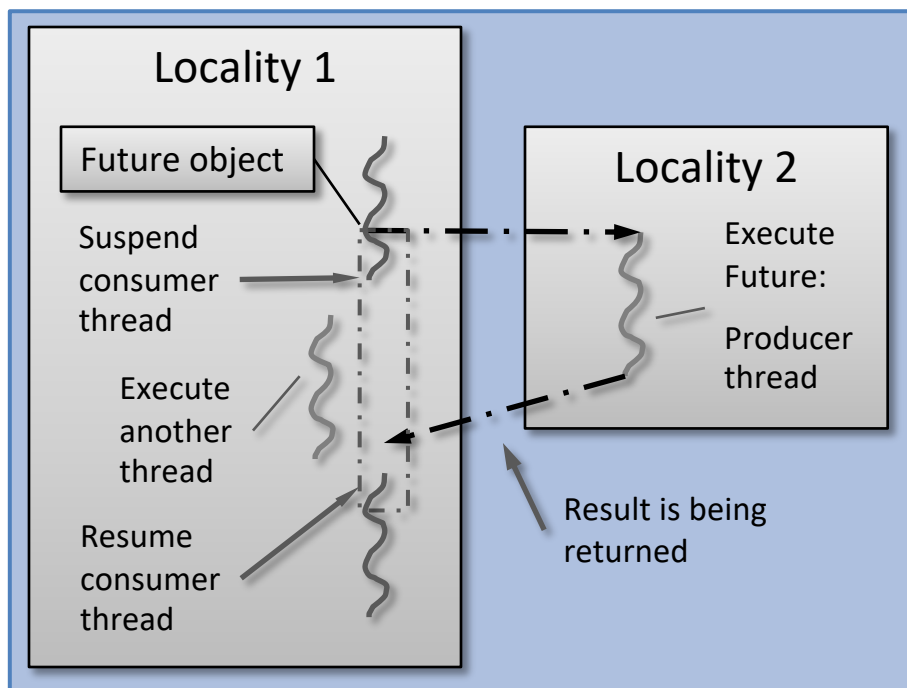 Locality 1
Future object
Suspend
consumer
thread
Execute
another
thread
Resume
consumer
thread
Locality 2
Execute
Future:
Producer
thread
Result is being
returned